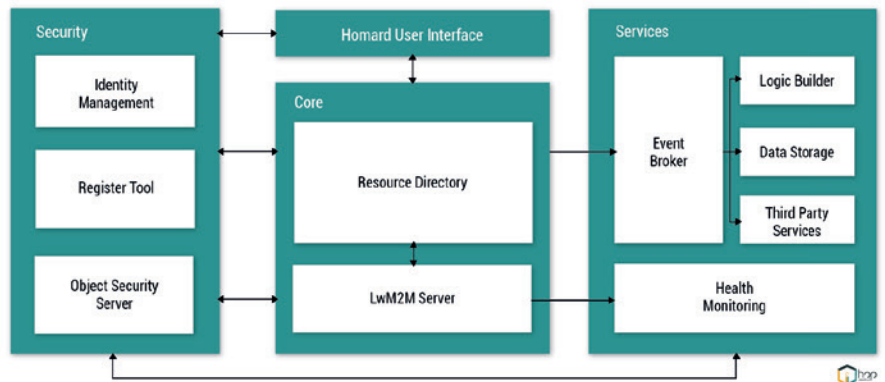 Security
Identity
Management
Register Tool
Object Security
Server
Homard User Interface
Core
Resource Directory
LwM2M Server
Services
Event
Broker
Logic Builder
Data Storage
Third Party
Services
Health
Monitoring
hop